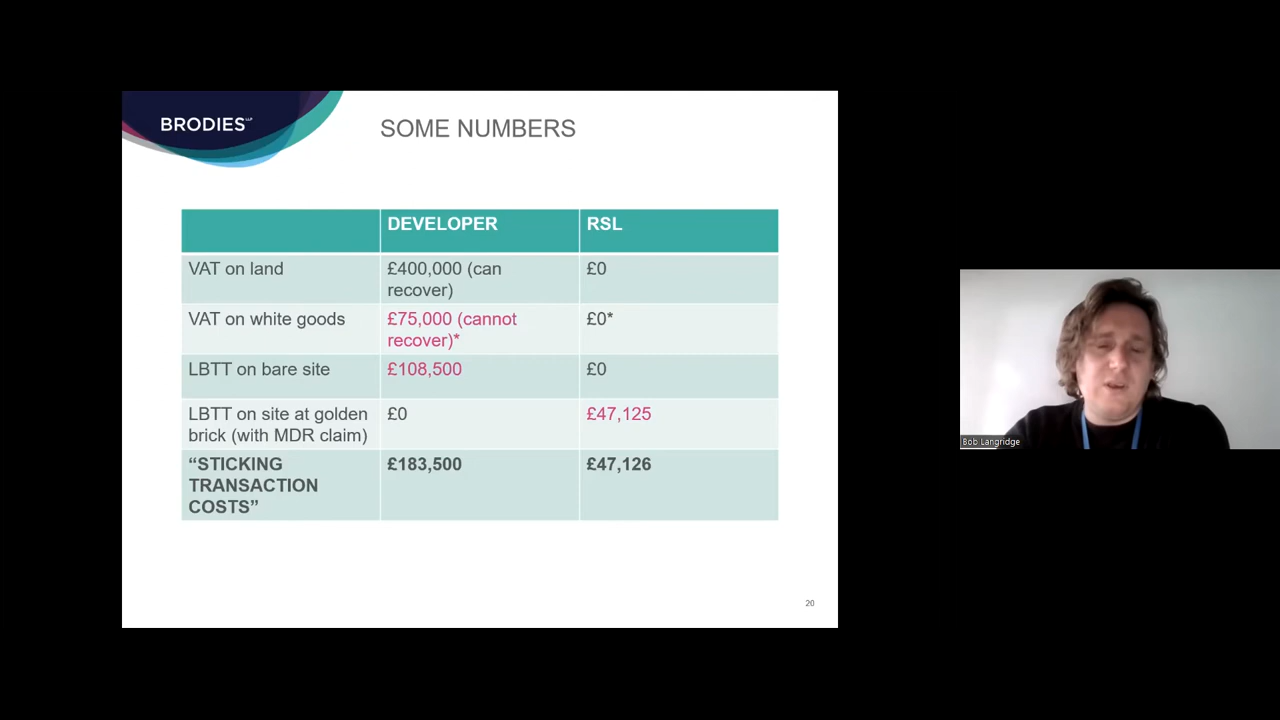 BRODIES LLP
SOME NUMBERS
DEVELOPER RSL
VAT on land £400,000 (can £0
recover)
VAT on white goods £75,000 (cannot £0*
recover)*
LBTT on bare site £108,500 £0
LBTT on site at golden £0 £47,125
brick (with MDR claim)
“STICKING £183,500 £47,126
TRANSACTION
COSTS”
20
Bob Langridge